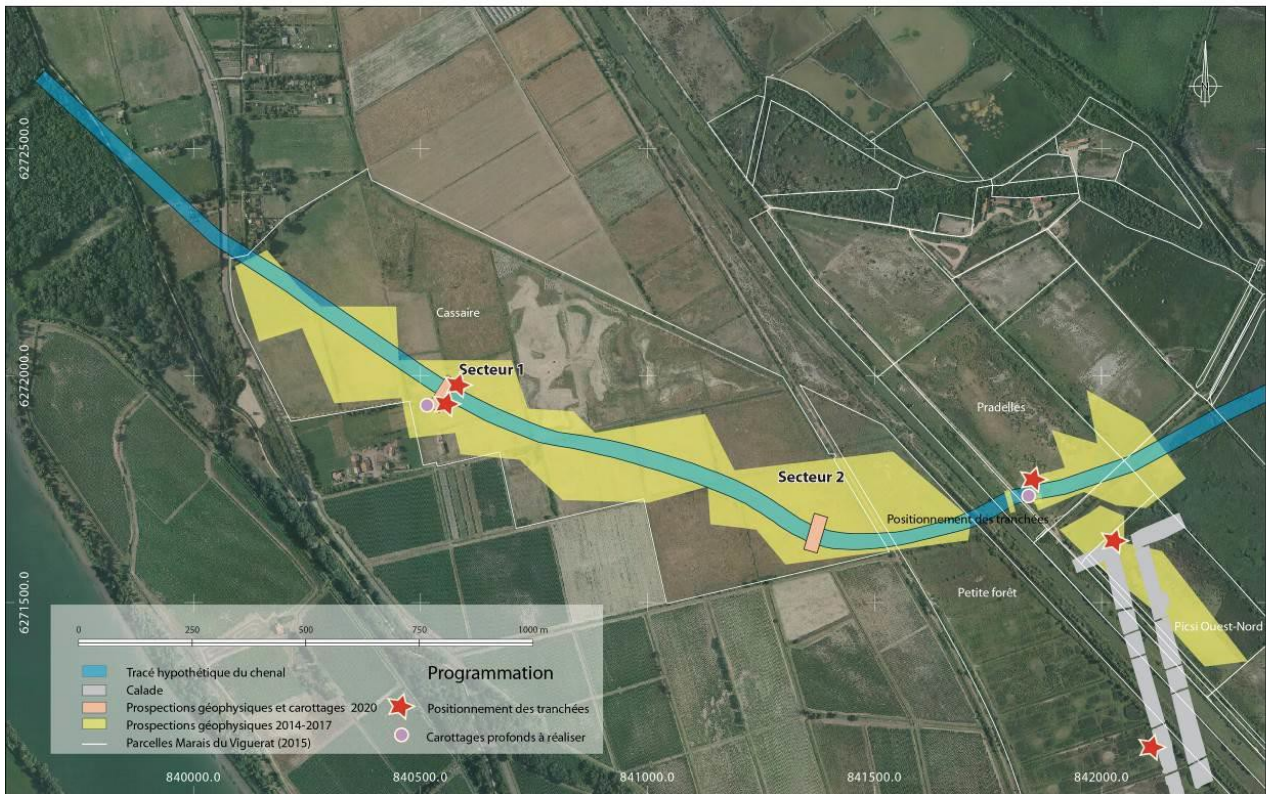 6272500.0
6272000.0
6271500.0
Cassaire
Secteur 1
Pradelles
Secteur 2
Positionnement des tranchées
Petite forêt
Picsi Ouest-Nord
0 250 500 750 1000 m
Tracé hypothétique du chenal
Calade
Prospections géophysiques et carottages 2020
Prospections géophysiques 2014-2017
Parcelles Marais du Viguerat (2015)
Programmation
Positionnement des tranchées
Carottages profonds à réaliser
840000.0 840500.0 841000.0 841500.0 842000.0